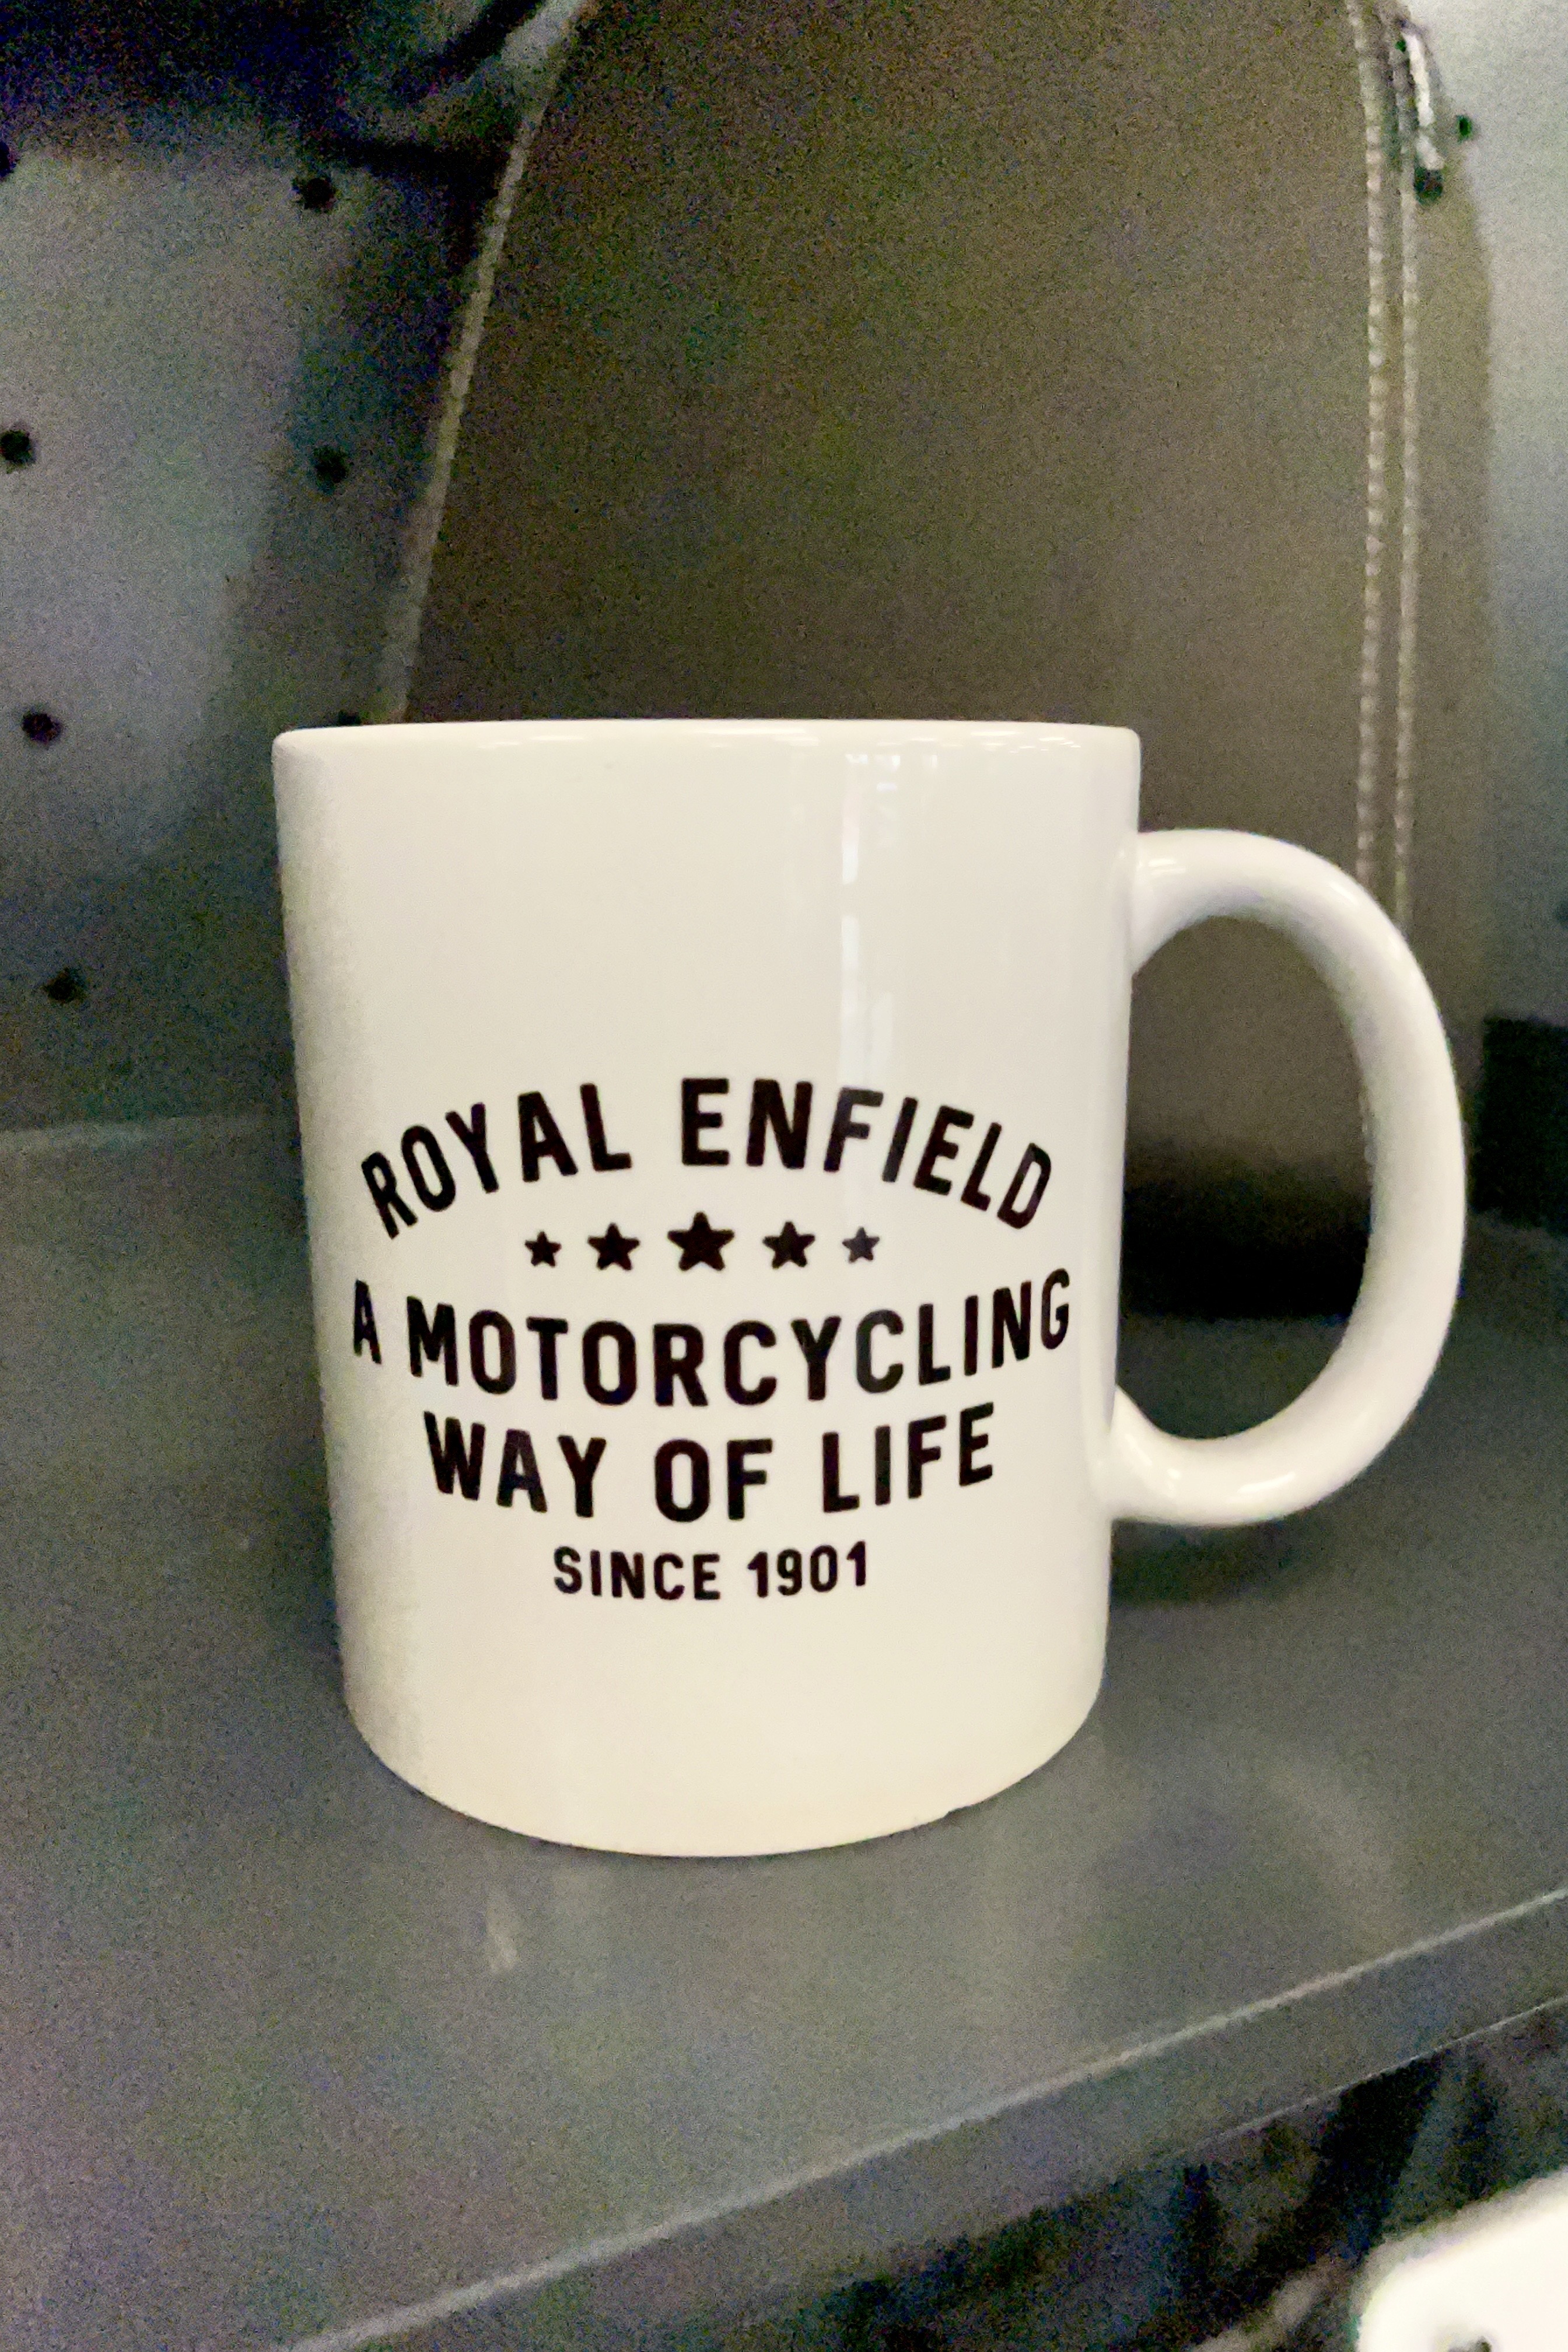 ROYAL ENFIELD
A MOTORCYCLING
WAY OF LIFE
SINCE 1901